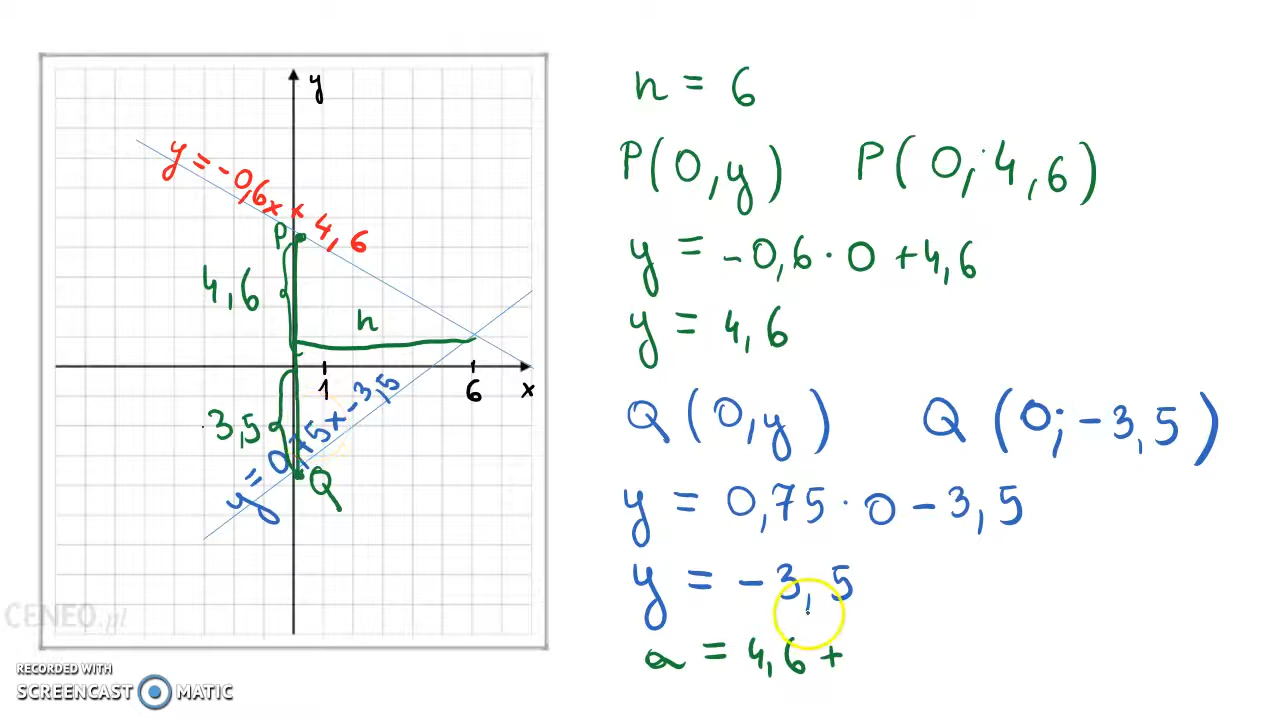 y
y = -0,6x + 4,6
P
4,6
h
1
6
x
3,5
y = 0,75x - 3,5
Q
CENEO.pl
RECORDED WITH
SCREENCAST MATIC
h = 6
P(0,y) P(0; 4,6)
y = -0,6 · 0 + 4,6
y = 4,6
Q(0,y) Q(0; -3,5)
y = 0,75 · 0 - 3,5
y = -3,5
a = 4,6 +